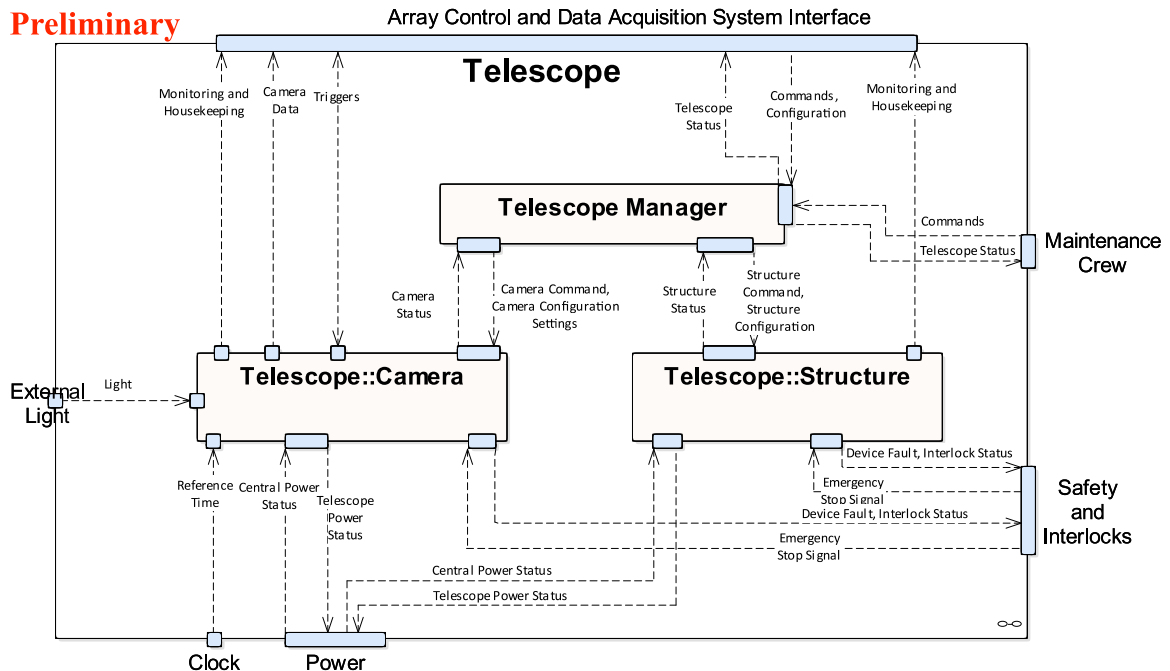 Preliminary
Array Control and Data Acquisition System Interface
Telescope
Monitoring and
Housekeeping
Camera
Data
Triggers
Telescope
Status
Commands,
Configuration
Monitoring and
Housekeeping
Telescope Manager
Commands
Telescope Status
Maintenance
Crew
Camera
Status
Camera Command,
Camera Configuration
Settings
Structure
Status
Structure
Command,
Structure
Configuration
Telescope::Camera
Telescope::Structure
External
Light
Light
Reference
Time
Central Power
Status
Telescope
Power
Status
Device Fault, Interlock Status
Emergency
Stop Signal
Device Fault, Interlock Status
Emergency
Stop Signal
Safety
and
Interlocks
Central Power Status
Telescope Power Status
Clock
Power